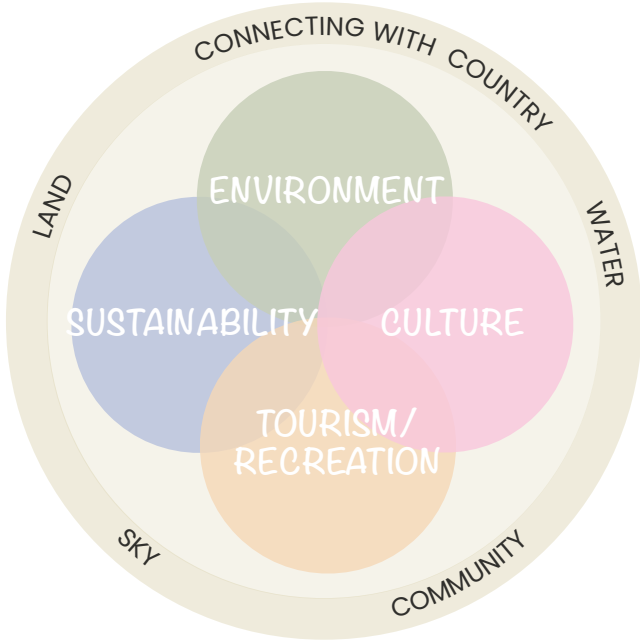 CONNECTING WITH COUNTRY
LAND
WATER
ENVIRONMENT
SUSTAINABILITY
CULTURE
TOURISM/
RECREATION
SKY
COMMUNITY